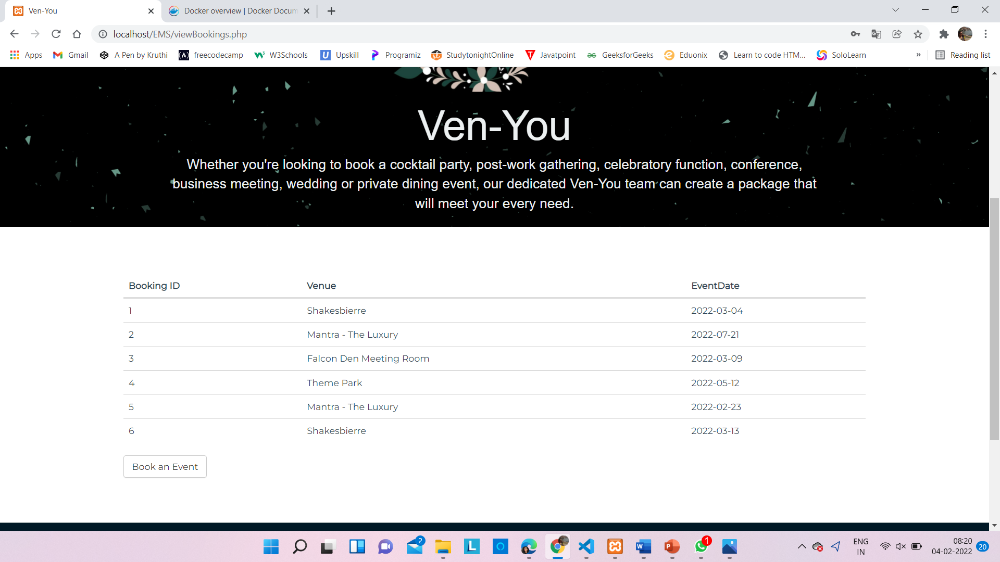 Ven-You
Docker overview | Docker Docum
localhost/EMS/viewBookings.php
Apps Gmail A Pen by Kruthi freecodecamp W3Schools Upskill Programiz StudytonightOnline Javatpoint GeeksforGeeks Eduonix Learn to code HTM... SoloLearn » Reading list
Ven-You
Whether you're looking to book a cocktail party, post-work gathering, celebratory function, conference,
business meeting, wedding or private dining event, our dedicated Ven-You team can create a package that
will meet your every need.
Booking ID Venue EventDate
1 Shakesbierre 2022-03-04
2 Mantra - The Luxury 2022-07-21
3 Falcon Den Meeting Room 2022-03-09
4 Theme Park 2022-05-12
5 Mantra - The Luxury 2022-02-23
6 Shakesbierre 2022-03-13
Book an Event
2
1
ENG
IN
08:20
04-02-2022
20